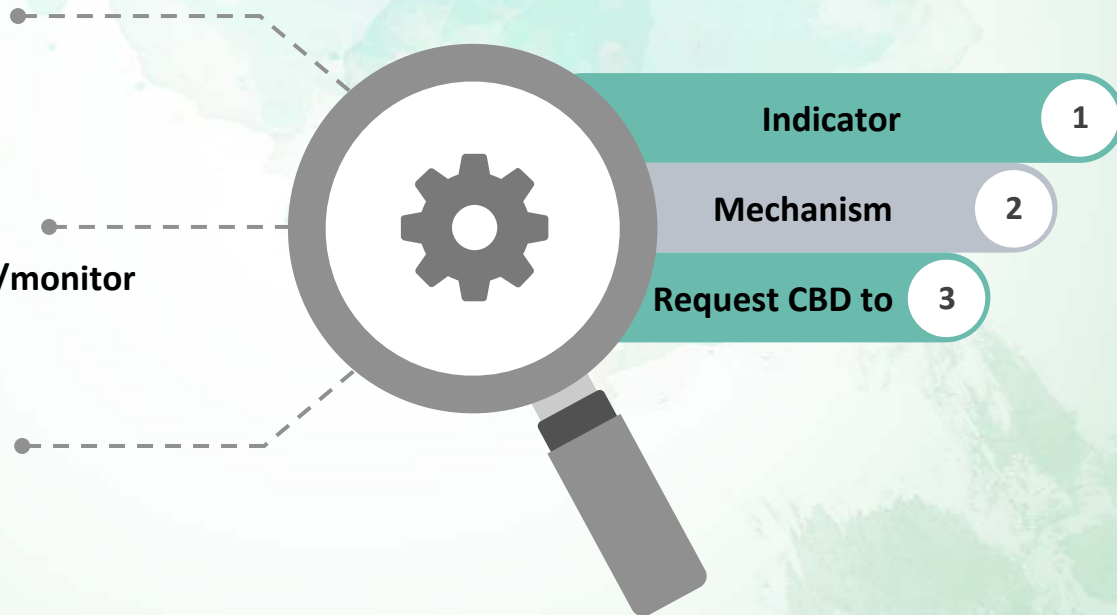 Indicator 1
Mechanism 2
/monitor
Request CBD to 3